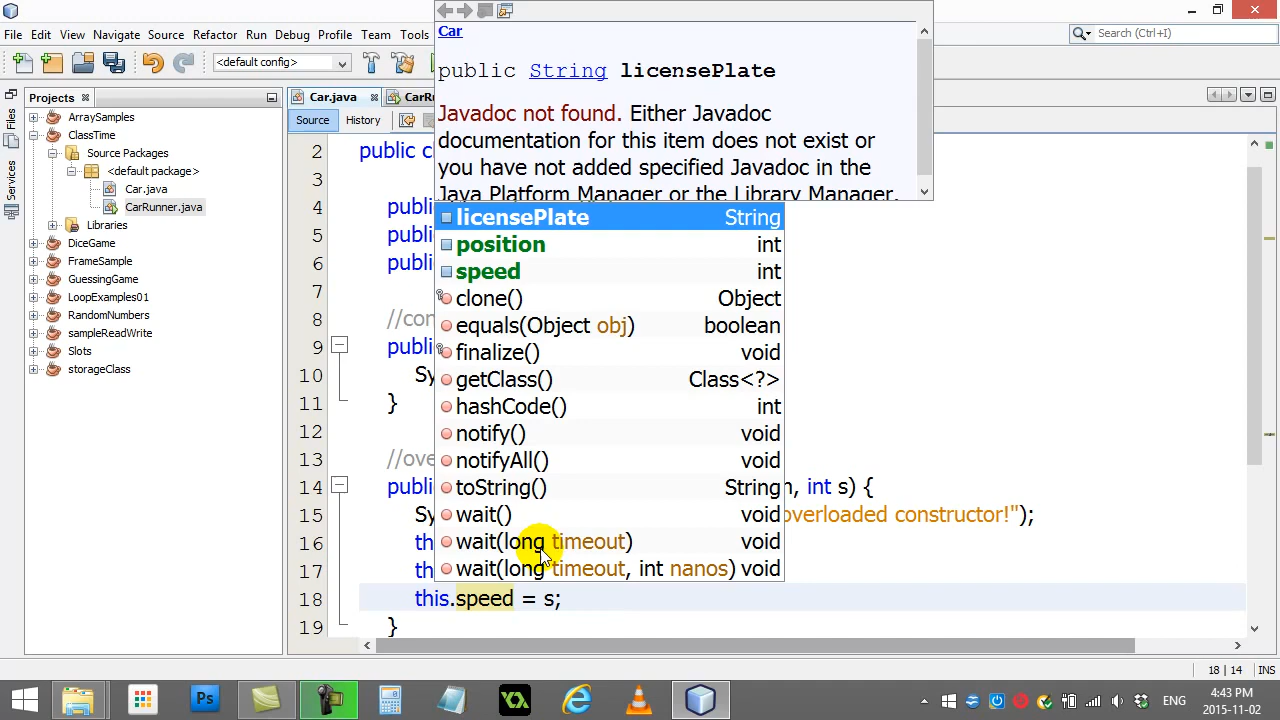 Car
File Edit View Navigate Source Refactor Run Debug Profile Team Tools
Search (Ctrl+I)
<default config>
public String licensePlate
Javadoc not found. Either Javadoc
documentation for this item does not exist or
you have not added specified Javadoc in the
Java Platform Manager or the Library Manager.
Files
Services
Projects
ArraySamples
ClassTime
Source Packages
<default package>
Car.java
CarRunner.java
Libraries
DiceGame
FrameSample
GuessingGame
LoopExamples01
RandomNumbers
sampleReadWrite
Slots
storageClass
Car.java
CarRu
Source History
2 public c
3
4 publi
5 publi
6 publi
7
8 //con
9 publi
10 Sy
11 }
12
13 //ove
14 publi n, int s) {
15 Sy overloaded constructor!");
16 th
17 th
18 this.speed = s;
19 }
licensePlate String
position int
speed int
clone() Object
equals(Object obj) boolean
finalize() void
getClass() Class<?>
hashCode() int
notify() void
notifyAll() void
toString() String
wait() void
wait(long timeout) void
wait(long timeout, int nanos) void
18 | 14 INS
Ps
ENG
4:43 PM
2015-11-02